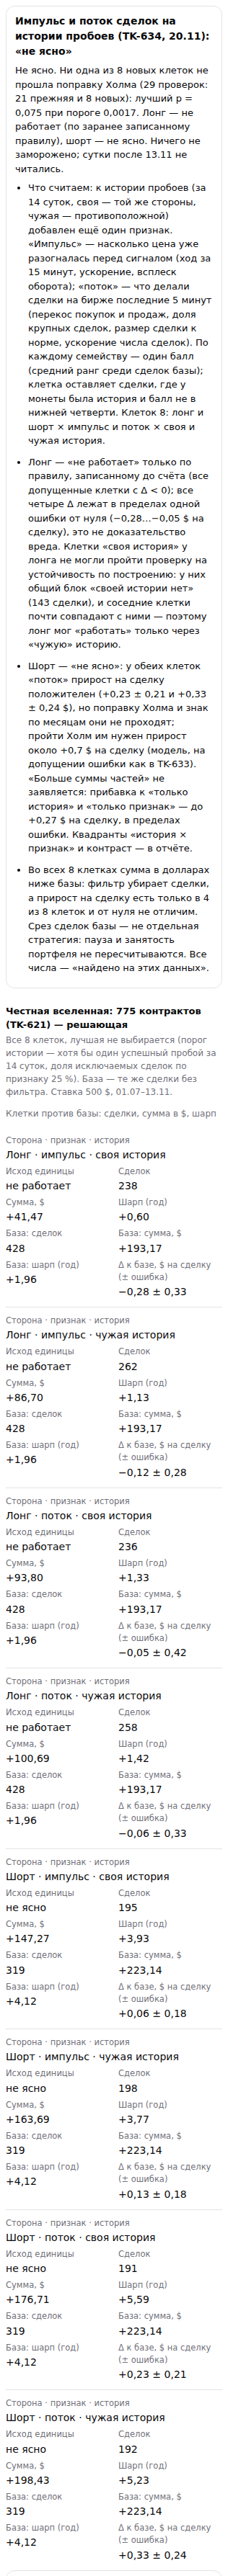 Импульс и поток сделок на
истории пробоев (TK-634, 20.11):
«не ясно»
Не ясно. Ни одна из 8 новых клеток не
прошла поправку Холма (29 проверок:
21 прежняя и 8 новых): лучший p =
0,075 при пороге 0,0017. Лонг — не
работает (по заранее записанному
правилу), шорт — не ясно. Ничего не
заморожено; сутки после 13.11 не
читались.
• Что считаем: к истории пробоев (за
14 суток, своя — той же стороны,
чужая — противоположной)
добавлен ещё один признак.
«Импульс» — насколько цена уже
разогналась перед сигналом (ход за
15 минут, ускорение, всплеск
оборота); «поток» — что делали
сделки на бирже последние 5 минут
(перекос покупок и продаж, доля
крупных сделок, размер сделки к
норме, ускорение числа сделок). По
каждому семейству — один балл
(средний ранг среди сделок базы);
клетка оставляет сделки, где у
монеты была история и балл не в
нижней четверти. Клеток 8: лонг и
шорт × импульс и поток × своя и
чужая история.
• Лонг — «не работает» только по
правилу, записанному до счёта (все
допущенные клетки с Δ < 0); все
четыре Δ лежат в пределах одной
ошибки от нуля (−0,28…−0,05 $ на
сделку), это не доказательство
вреда. Клетки «своя история» у
лонга не могли пройти проверку на
устойчивость по построению: у них
общий блок «своей истории нет»
(143 сделки), и соседние клетки
почти совпадают с ними — поэтому
лонг мог «работать» только через
«чужую» историю.
• Шорт — «не ясно»: у обеих клеток
«поток» прирост на сделку
положителен (+0,23 ± 0,21 и +0,33
± 0,24 $), но поправку Холма и знак
по месяцам они не проходят;
пройти Холм им нужен прирост
около +0,7 $ на сделку (модель, на
допущении ошибки как в TK-633).
«Больше суммы частей» не
заявляется: прибавка к «только
история» и «только признак» — до
+0,27 $ на сделку, в пределах
ошибки. Квадранты «история ×
признак» и контраст — в отчёте.
• Во всех 8 клетках сумма в долларах
ниже базы: фильтр убирает сделки,
а прирост на сделку есть только в 4
из 8 клеток и от нуля не отличим.
Срез сделок базы — не отдельная
стратегия: пауза и занятость
портфеля не пересчитываются. Все
числа — «найдено на этих данных».
Честная вселенная: 775 контрактов
(TK-621) — решающая
Все 8 клеток, лучшая не выбирается (порог
истории — хотя бы один успешный пробой за
14 суток, доля исключаемых сделок по
признаку 25 %). База — те же сделки без
фильтра. Ставка 500 $, 01.07–13.11.
Клетки против базы: сделки, сумма в $, шарп
Сторона · признак · история
Лонг · импульс · своя история
Исход единицы Сделок
не работает 238
Сумма, $ Шарп (год)
+41,47 +0,60
База: сделок База: сумма, $
428 +193,17
База: шарп (год) Δ к базе, $ на сделку
(± ошибка)
+1,96 −0,28 ± 0,33
Сторона · признак · история
Лонг · импульс · чужая история
Исход единицы Сделок
не работает 262
Сумма, $ Шарп (год)
+86,70 +1,13
База: сделок База: сумма, $
428 +193,17
База: шарп (год) Δ к базе, $ на сделку
(± ошибка)
+1,96 −0,12 ± 0,28
Сторона · признак · история
Лонг · поток · своя история
Исход единицы Сделок
не работает 236
Сумма, $ Шарп (год)
+93,80 +1,33
База: сделок База: сумма, $
428 +193,17
База: шарп (год) Δ к базе, $ на сделку
(± ошибка)
+1,96 −0,05 ± 0,42
Сторона · признак · история
Лонг · поток · чужая история
Исход единицы Сделок
не работает 258
Сумма, $ Шарп (год)
+100,69 +1,42
База: сделок База: сумма, $
428 +193,17
База: шарп (год) Δ к базе, $ на сделку
(± ошибка)
+1,96 −0,06 ± 0,33
Сторона · признак · история
Шорт · импульс · своя история
Исход единицы Сделок
не ясно 195
Сумма, $ Шарп (год)
+147,27 +3,93
База: сделок База: сумма, $
319 +223,14
База: шарп (год) Δ к базе, $ на сделку
(± ошибка)
+4,12 +0,06 ± 0,18
Сторона · признак · история
Шорт · импульс · чужая история
Исход единицы Сделок
не ясно 198
Сумма, $ Шарп (год)
+163,69 +3,77
База: сделок База: сумма, $
319 +223,14
База: шарп (год) Δ к базе, $ на сделку
(± ошибка)
+4,12 +0,13 ± 0,18
Сторона · признак · история
Шорт · поток · своя история
Исход единицы Сделок
не ясно 191
Сумма, $ Шарп (год)
+176,71 +5,59
База: сделок База: сумма, $
319 +223,14
База: шарп (год) Δ к базе, $ на сделку
(± ошибка)
+4,12 +0,23 ± 0,21
Сторона · признак · история
Шорт · поток · чужая история
Исход единицы Сделок
не ясно 192
Сумма, $ Шарп (год)
+198,43 +5,23
База: сделок База: сумма, $
319 +223,14
База: шарп (год) Δ к базе, $ на сделку
(± ошибка)
+4,12 +0,33 ± 0,24